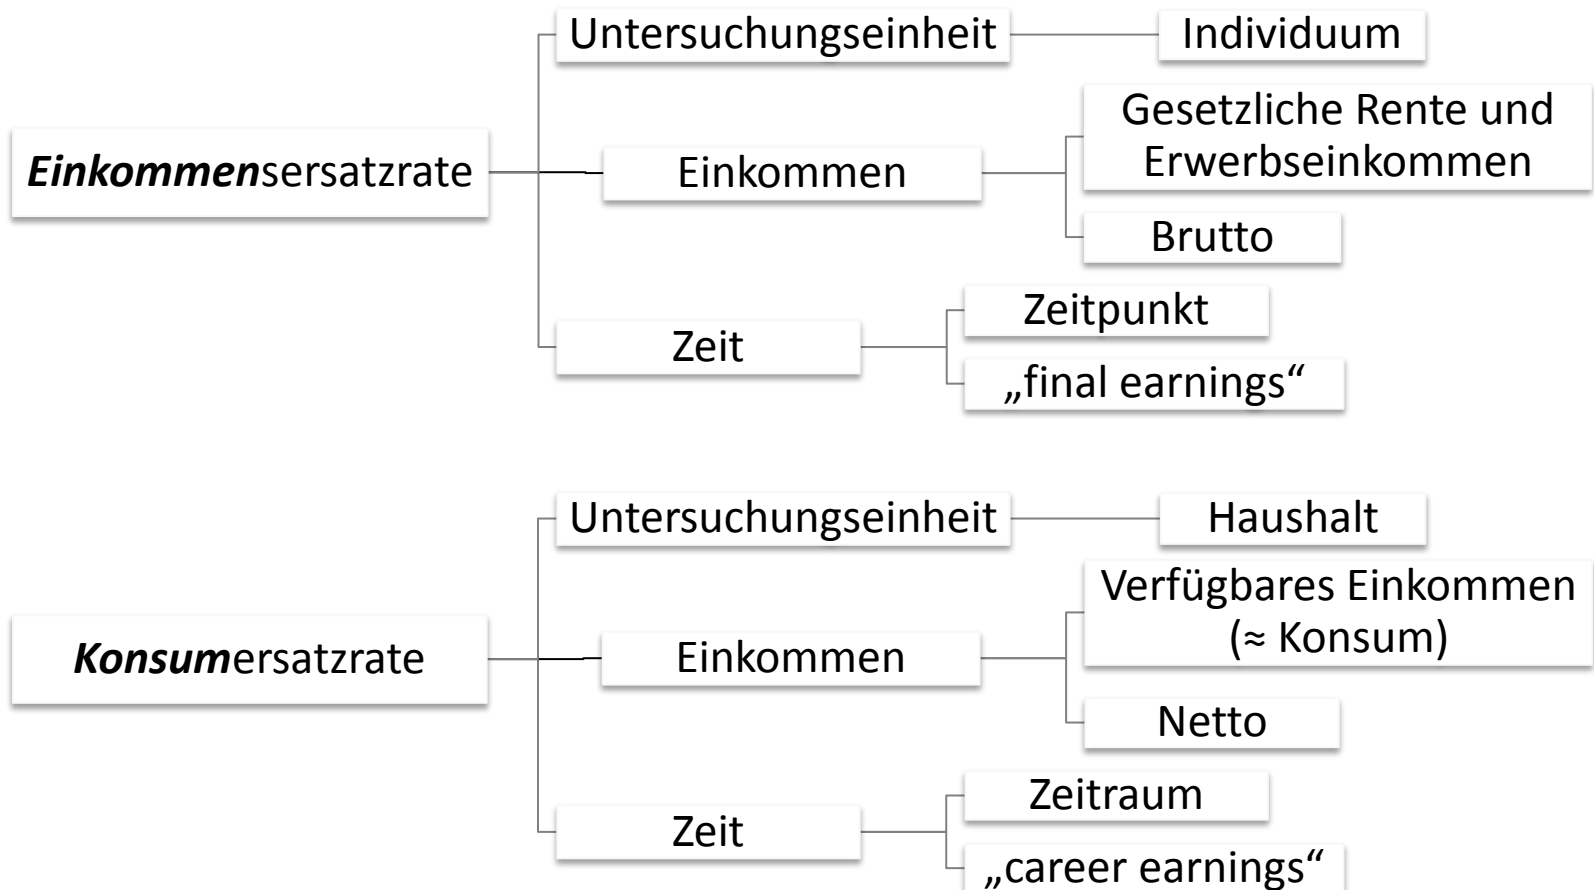 Untersuchungseinheit
Individuum
Gesetzliche Rente und
Erwerbseinkommen
Einkommensersatzrate
Einkommen
Brutto
Zeitpunkt
Zeit
„final earnings“
Untersuchungseinheit
Haushalt
Verfügbares Einkommen
(≈ Konsum)
Konsumersatzrate
Einkommen
Netto
Zeitraum
Zeit
„career earnings“